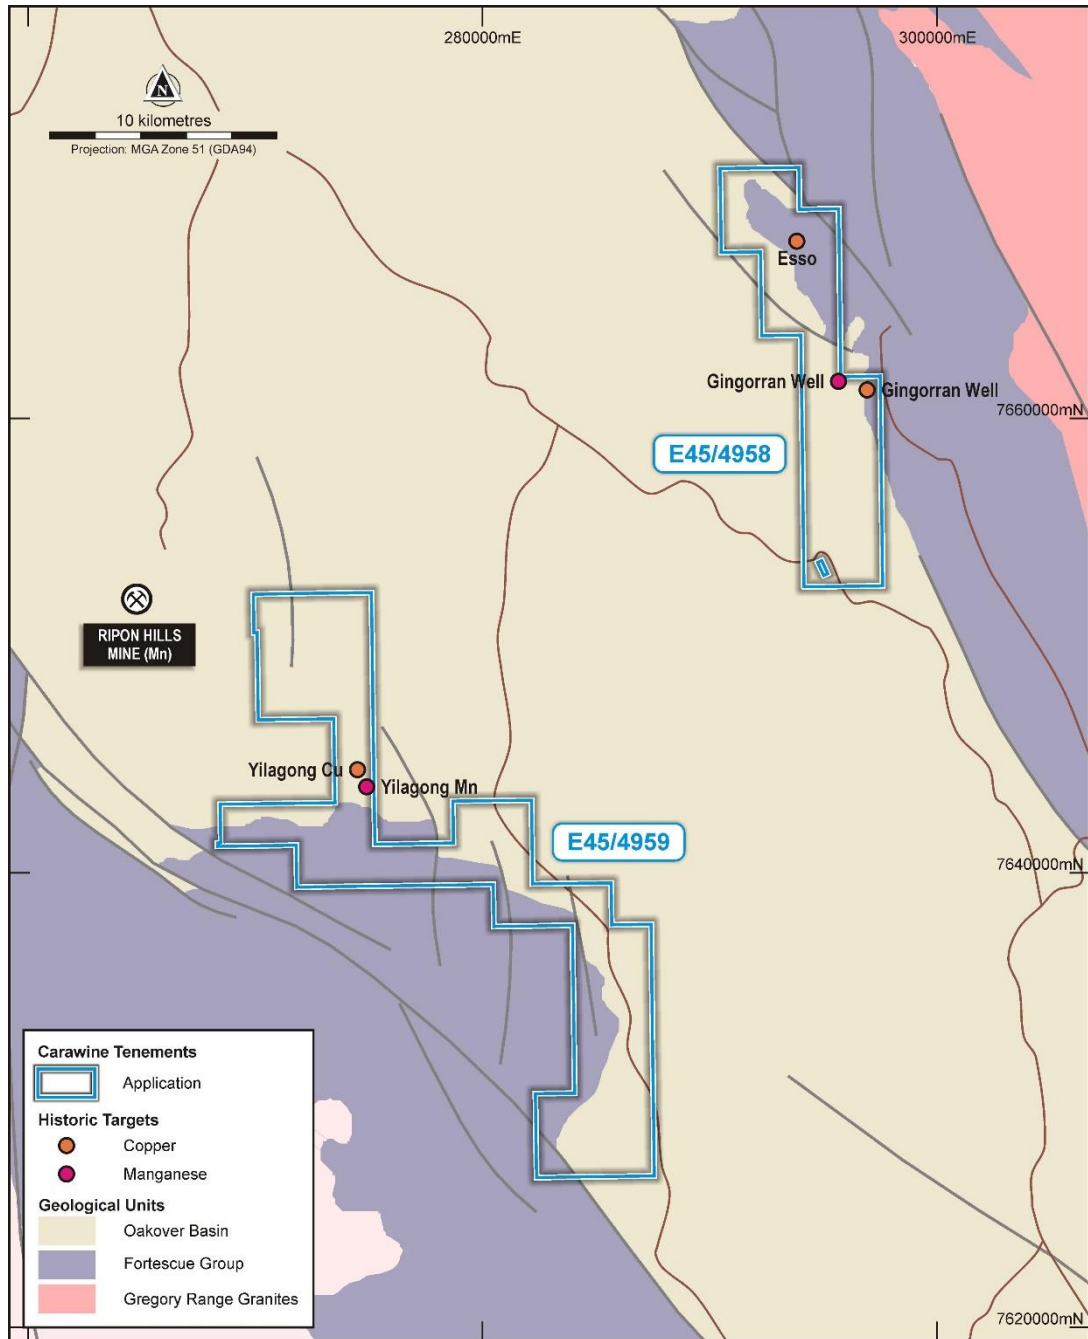 280000mE
300000mE
N
10 kilometres
Projection: MGA Zone 51 (GDA94)
Esso
Gingorran Well
Gingorran Well
7660000mN
E45/4958
RIPON HILLS
MINE (Mn)
Yilagong Cu
Yilagong Mn
E45/4959
7640000mN
Carawine Tenements
Application
Historic Targets
Copper
Manganese
Geological Units
Oakover Basin
Fortescue Group
Gregory Range Granites
7620000mN